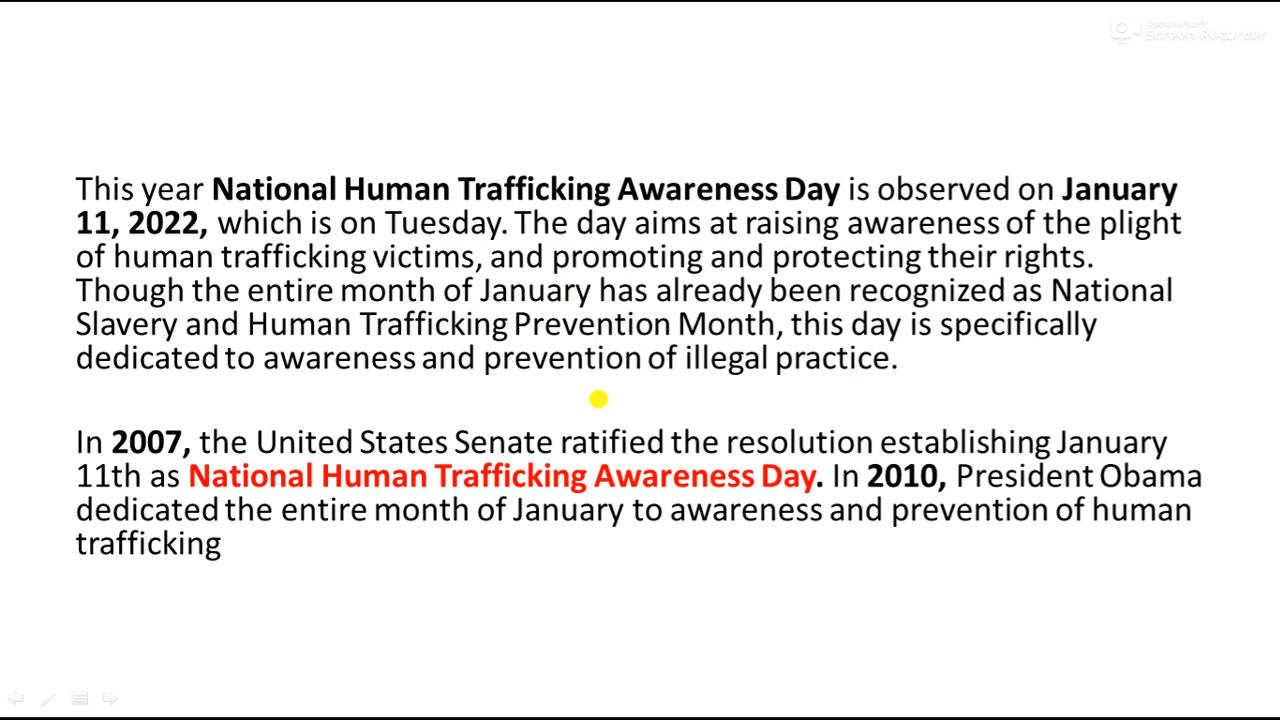 Apowersoft
Screen Recorder
This year National Human Trafficking Awareness Day is observed on January
11, 2022, which is on Tuesday. The day aims at raising awareness of the plight
of human trafficking victims, and promoting and protecting their rights.
Though the entire month of January has already been recognized as National
Slavery and Human Trafficking Prevention Month, this day is specifically
dedicated to awareness and prevention of illegal practice.
In 2007, the United States Senate ratified the resolution establishing January
11th as National Human Trafficking Awareness Day. In 2010, President Obama
dedicated the entire month of January to awareness and prevention of human
trafficking